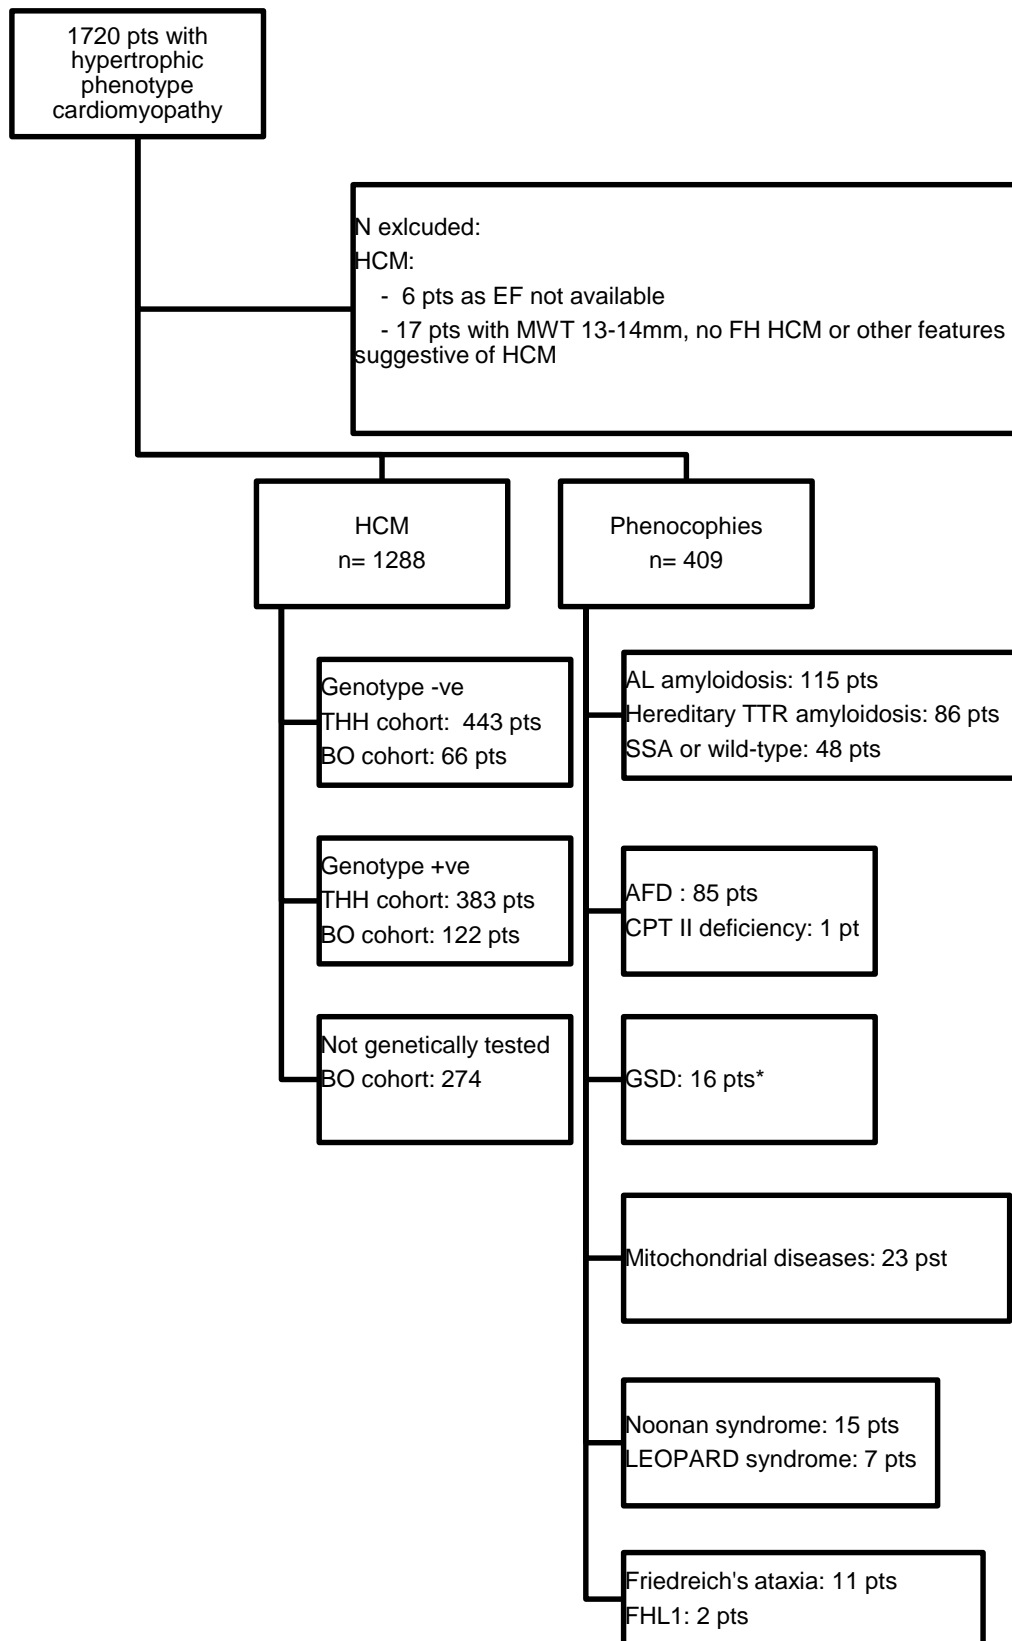 1720 pts with
hypertrophic
phenotype
cardiomyopathy
N exlcuded:
HCM:
- 6 pts as EF not available
- 17 pts with MWT 13-14mm, no FH HCM or other features
suggestive of HCM
HCM
n= 1288
Phenocophies
n= 409
Genotype -ve
THH cohort: 443 pts
BO cohort: 66 pts
Genotype +ve
THH cohort: 383 pts
BO cohort: 122 pts
Not genetically tested
BO cohort: 274
AL amyloidosis: 115 pts
Hereditary TTR amyloidosis: 86 pts
SSA or wild-type: 48 pts
AFD : 85 pts
CPT II deficiency: 1 pt
GSD: 16 pts*
Mitochondrial diseases: 23 pst
Noonan syndrome: 15 pts
LEOPARD syndrome: 7 pts
Friedreich's ataxia: 11 pts
FHL1: 2 pts